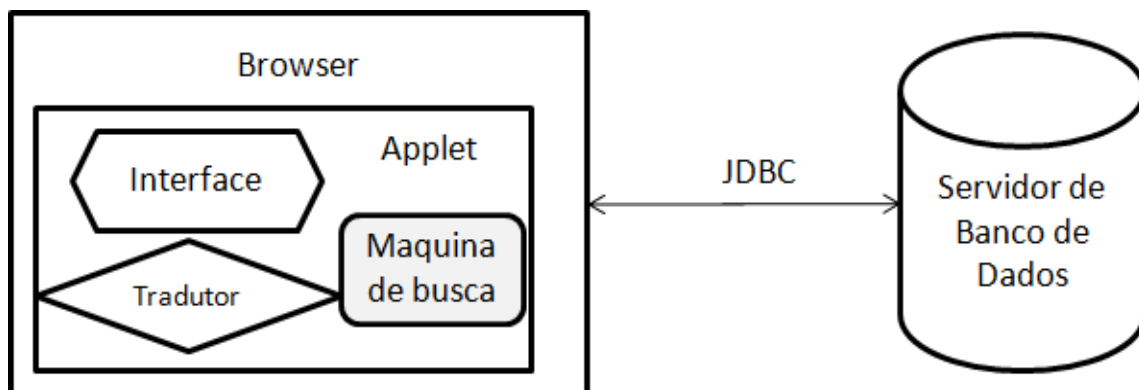 Browser
Applet
Interface
Maquina
de busca
Tradutor
JDBC
Servidor de
Banco de
Dados